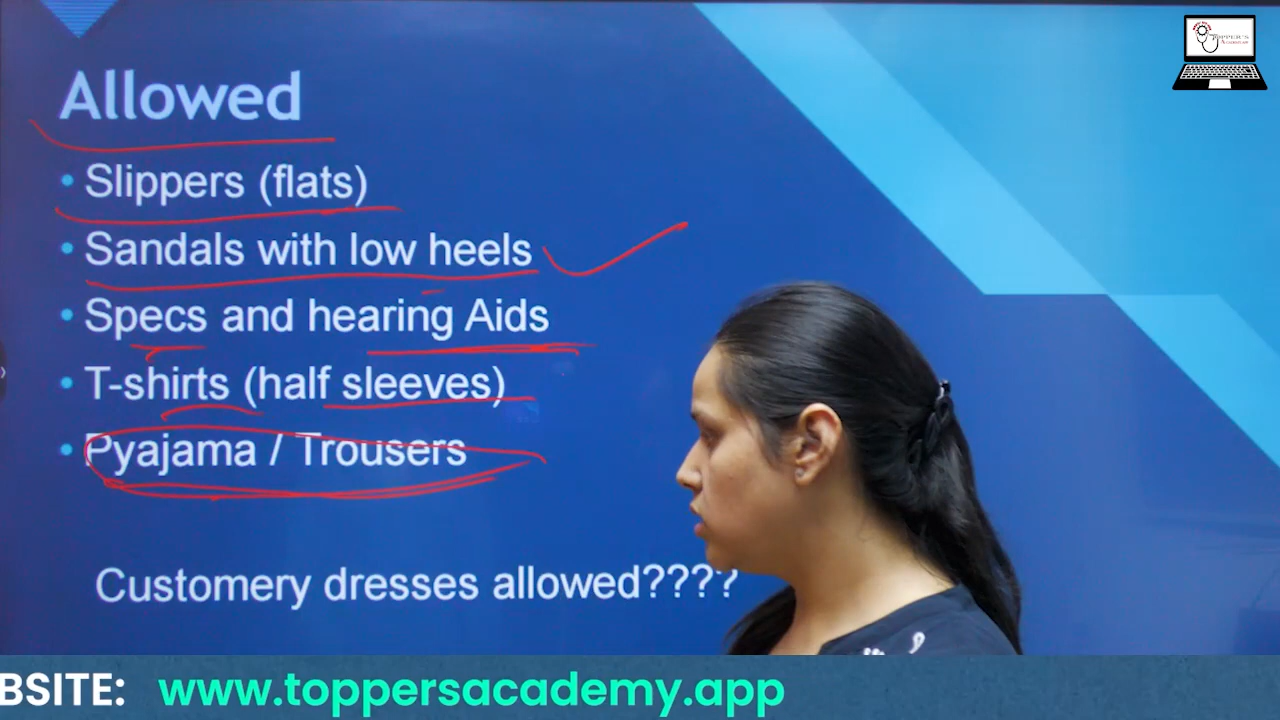 Allowed
• Slippers (flats)
• Sandals with low heels
• Specs and hearing Aids
• T-shirts (half sleeves)
• Pyajama / Trousers
Customery dresses allowed????
BSITE: www.toppersacademy.app